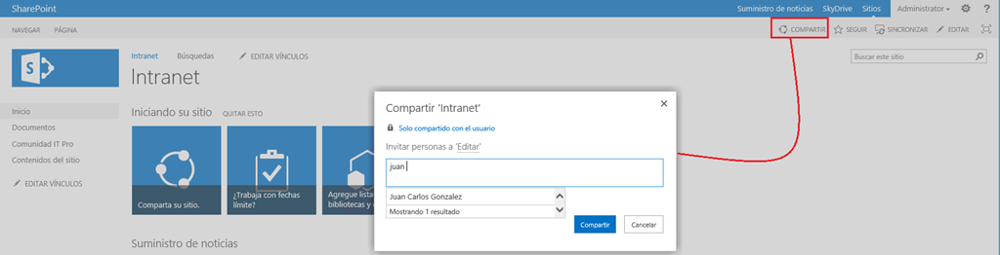 SharePoint
Suministro de noticias SkyDrive Sitios Administrator ?
NAVEGAR PÁGINA
COMPARTIR SEGUIR SINCRONIZAR EDITAR
S
Intranet Búsquedas EDITAR VÍNCULOS
Intranet
Buscar este sitio
Inicio
Documentos
Comunidad IT Pro
Contenidos del sitio
EDITAR VÍNCULOS
Iniciando su sitio QUITAR ESTO
Comparta su sitio.
¿Trabaja con fechas
límite?
Agregue listas
bibliotecas y
Suministro de noticias
Compartir 'Intranet'
Solo compartido con el usuario
Invitar personas a 'Editar'
juan
Juan Carlos Gonzalez
Mostrando 1 resultado
Compartir Cancelar